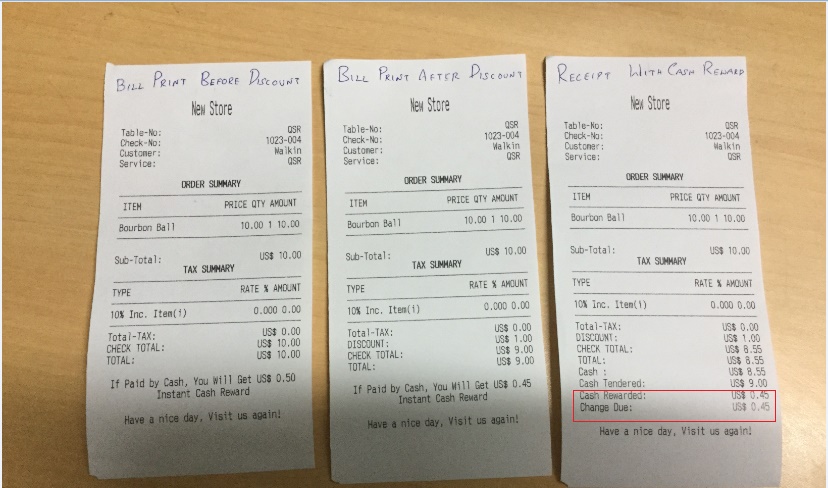 BILL PRINT BEFORE DISCOUNT
New Store
Table-No: QSR
Check-No: 1023-004
Customer: Walkin
Service: QSR
ORDER SUMMARY
ITEM PRICE QTY AMOUNT
Bourbon Ball 10.00 1 10.00
Sub-Total: US$ 10.00
TAX SUMMARY
TYPE RATE % AMOUNT
10% Inc. Item(i) 0.000 0.00
Total-TAX: US$ 0.00
CHECK TOTAL: US$ 10.00
TOTAL: US$ 10.00
If Paid by Cash, You Will Get US$ 0.50
Instant Cash Reward
Have a nice day, Visit us again!
BILL PRINT AFTER DISCOUNT
New Store
Table-No: QSR
Check-No: 1023-004
Customer: Walkin
Service: QSR
ORDER SUMMARY
ITEM PRICE QTY AMOUNT
Bourbon Ball 10.00 1 10.00
Sub-Total: US$ 10.00
TAX SUMMARY
TYPE RATE % AMOUNT
10% Inc. Item(i) 0.000 0.00
Total-TAX: US$ 0.00
DISCOUNT: US$ 1.00
CHECK TOTAL: US$ 9.00
TOTAL: US$ 9.00
If Paid by Cash, You Will Get US$ 0.45
Instant Cash Reward
Have a nice day, Visit us again!
RECEIPT WITH CASH REWARD
New Store
Table-No: QSR
Check-No: 1023-004
Customer: Walkin
Service: QSR
ORDER SUMMARY
ITEM PRICE QTY AMOUNT
Bourbon Ball 10.00 1 10.00
Sub-Total: US$ 10.00
TAX SUMMARY
TYPE RATE % AMOUNT
10% Inc. Item(i) 0.000 0.00
Total-TAX: US$ 0.00
DISCOUNT: US$ 1.00
CHECK TOTAL: US$ 8.55
TOTAL: US$ 8.55
Cash : US$ 8.55
Cash Tendered: US$ 9.00
Cash Rewarded: US$ 0.45
Change Due: US$ 0.45
Have a nice day, Visit us again!